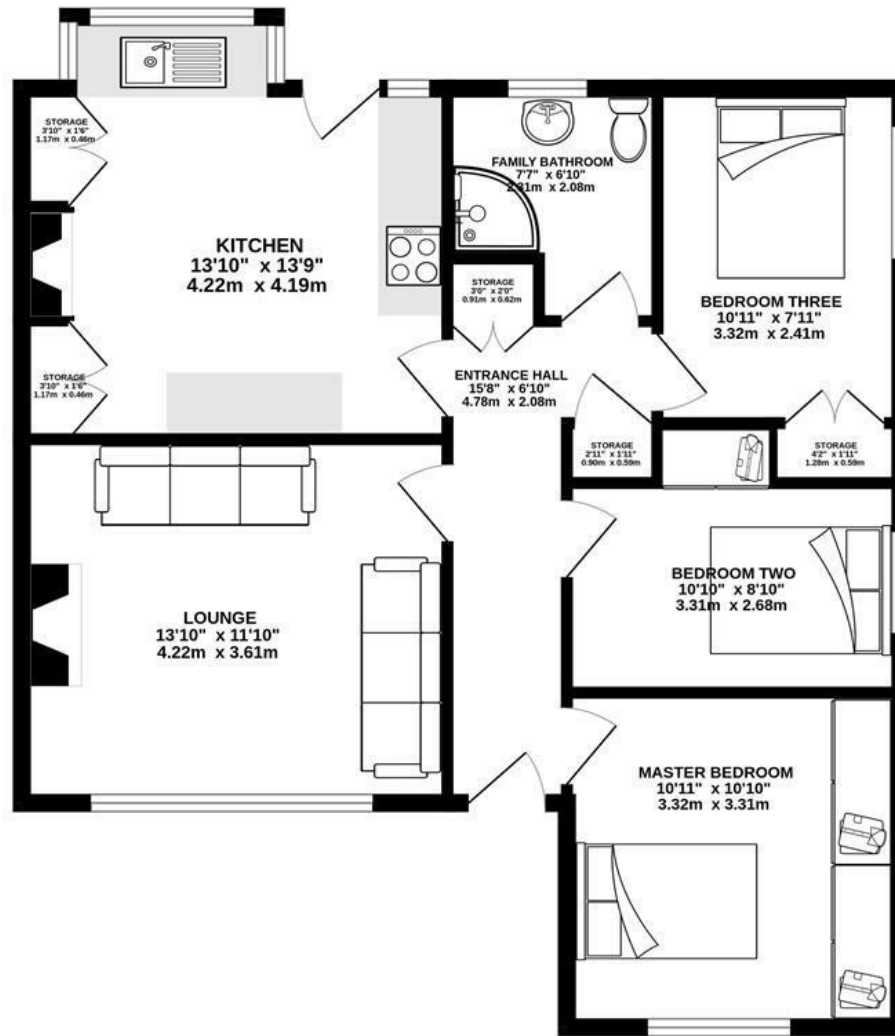 STORAGE
3'10" x 1'6"
1.17m x 0.46m
FAMILY BATHROOM
7'7" x 6'10"
2.31m x 2.08m
KITCHEN
13'10" x 13'9"
4.22m x 4.19m
STORAGE
3'0" x 2'0"
0.91m x 0.62m
BEDROOM THREE
10'11" x 7'11"
3.32m x 2.41m
STORAGE
3'10" x 1'6"
1.17m x 0.46m
ENTRANCE HALL
15'8" x 6'10"
4.78m x 2.08m
STORAGE
2'11" x 1'11"
0.90m x 0.59m
STORAGE
4'2" x 1'11"
1.28m x 0.59m
BEDROOM TWO
10'10" x 8'10"
3.31m x 2.68m
LOUNGE
13'10" x 11'10"
4.22m x 3.61m
MASTER BEDROOM
10'11" x 10'10"
3.32m x 3.31m